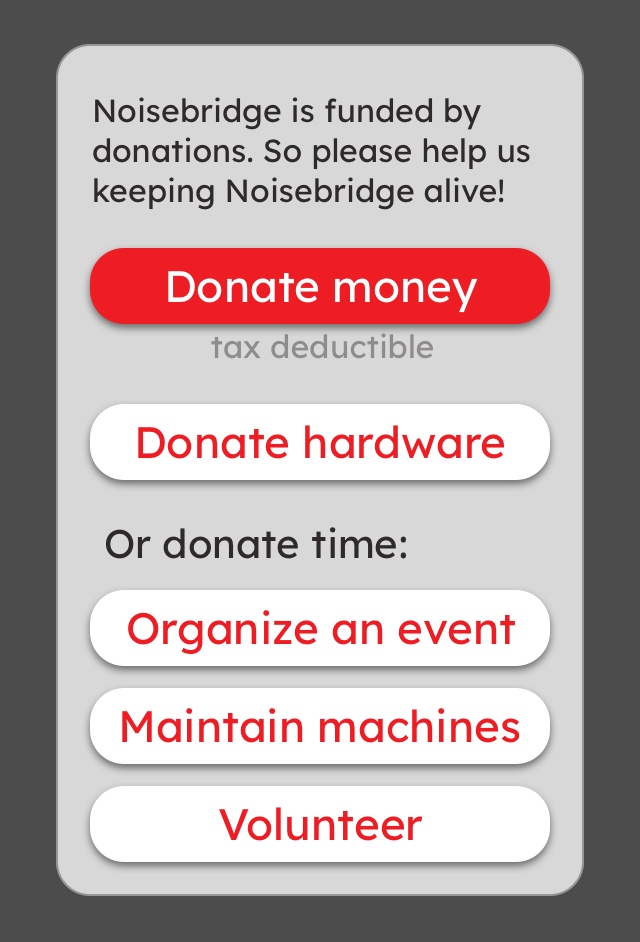 Noisebridge is funded by
donations. So please help us
keeping Noisebridge alive!
Donate money
tax deductible
Donate hardware
Or donate time:
Organize an event
Maintain machines
Volunteer